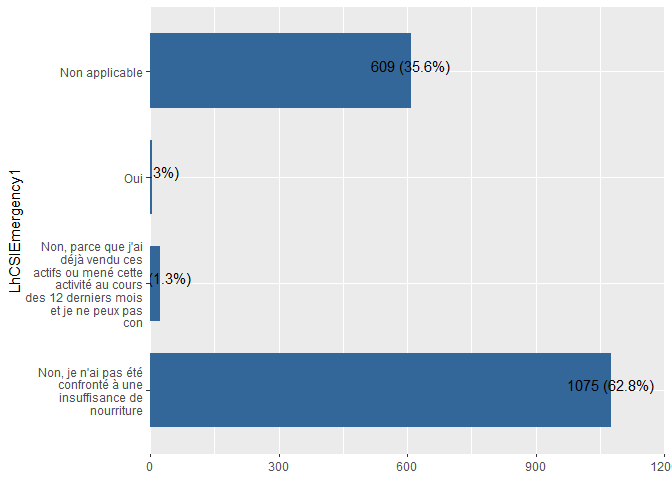 LhCSIEmergency1
Non applicable
609 (35.6%)
Oui
3%)
Non, parce que j'ai
déjà vendu ces
actifs ou mené cette
activité au cours
des 12 derniers mois
et je ne peux pas
con
(1.3%)
Non, je n'ai pas été
confronté à une
insuffisance de
nourriture
1075 (62.8%)
0 300 600 900 120